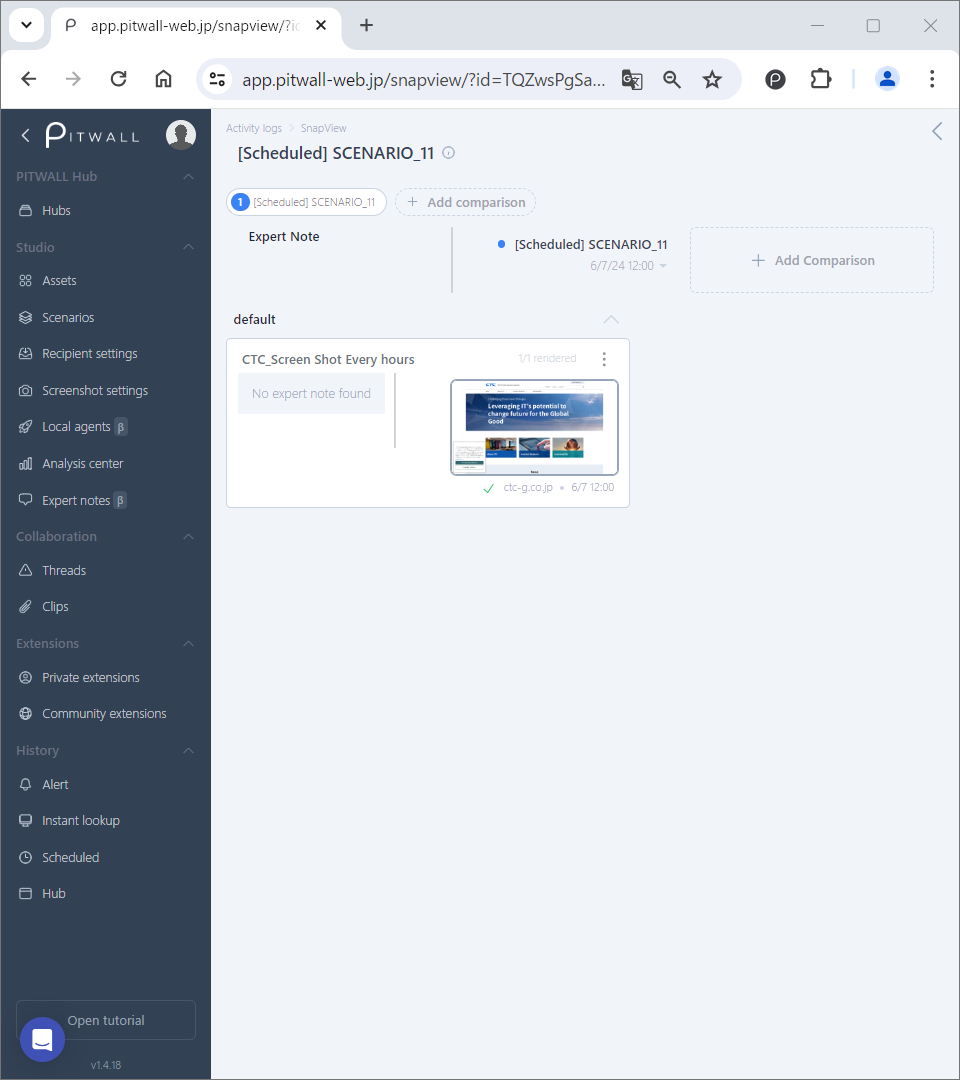 app.pitwall-web.jp/snapview/?id
app.pitwall-web.jp/snapview/?id=TQZwsPgSa...
PITWALL
PITWALL Hub
Hubs
Studio
Assets
Scenarios
Recipient settings
Screenshot settings
Local agents β
Analysis center
Expert notes β
Collaboration
Threads
Clips
Extensions
Private extensions
Community extensions
History
Alert
Instant lookup
Scheduled
Hub
Open tutorial
v1.4.18
Activity logs > SnapView
[Scheduled] SCENARIO_11
1 [Scheduled] SCENARIO_11
+ Add comparison
Expert Note
[Scheduled] SCENARIO_11
6/7/24 12:00
+ Add Comparison
default
CTC_Screen Shot Every hours
1/1 rendered
No expert note found
CTC
Leveraging IT's potential to
change future for the Global
Good
News
ctc-g.co.jp • 6/7 12:00